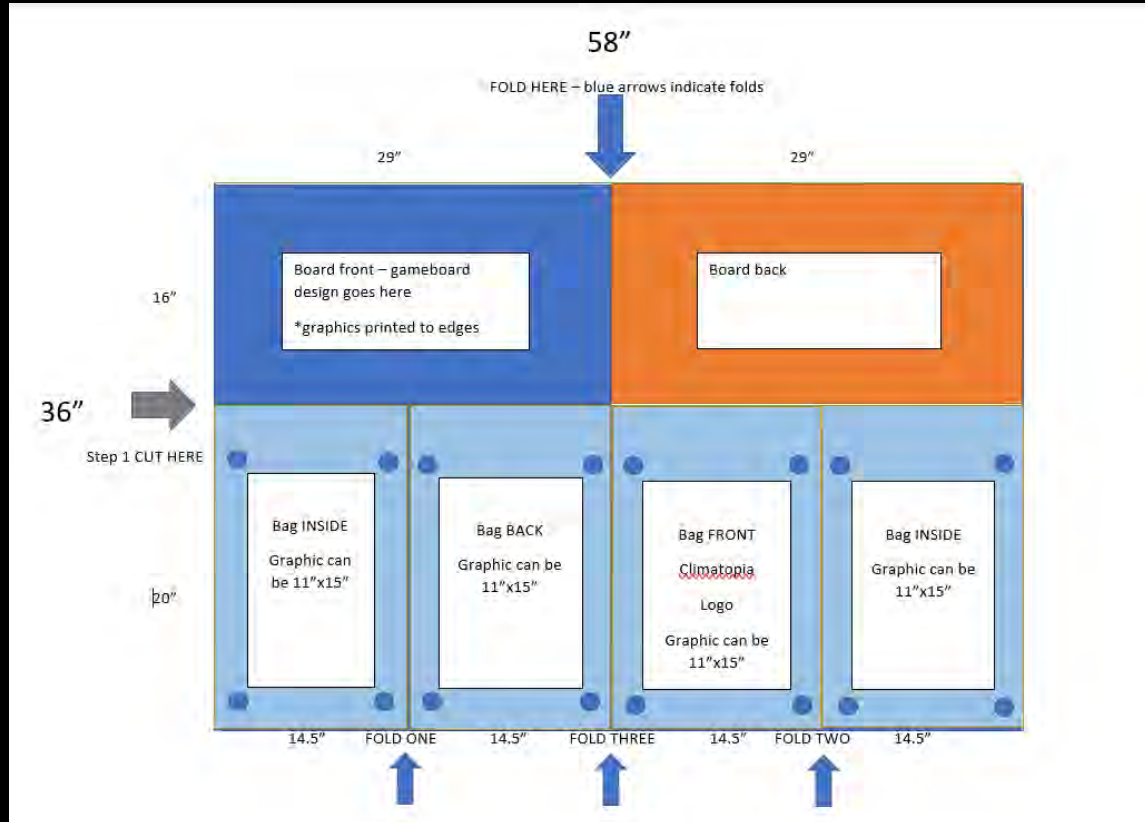 58”
FOLD HERE – blue arrows indicate folds
29”
29”
Board front – gameboard
design goes here
*graphics printed to edges
Board back
16”
36”
Step 1 CUT HERE
Bag INSIDE
Graphic can
be 11”x15”
Bag BACK
Graphic can be
11”x15”
Bag FRONT
Climatopia
Logo
Graphic can be
11”x15”
Bag INSIDE
Graphic can be
11”x15”
20”
14.5”
FOLD ONE
14.5”
FOLD THREE
14.5”
FOLD TWO
14.5”